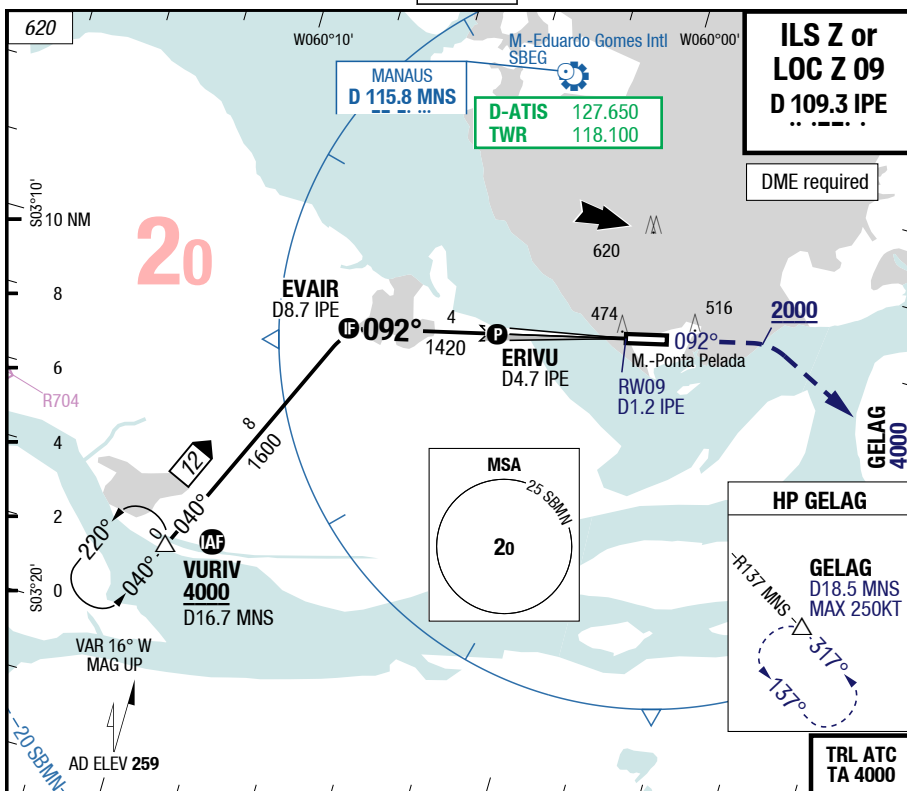 620
W060°10'
M.-Eduardo Gomes Intl
SBEG
W060°00'
ILS Z or
LOC Z 09
D 109.3 IPE
MANAUS
D 115.8 MNS
D-ATIS 127.650
TWR 118.100
DME required
S03°10'
10 NM
20
620
8
EVAIR
D8.7 IPE
IF
092°
4
1420
P
ERIVU
D4.7 IPE
474
516
2000
092°
M.-Ponta Pelada
RW09
D1.2 IPE
6
R704
4
8
1600
12
GELAG
4000
MSA
25 SBMN
20
HP GELAG
2
040°
0
220°
040°
IAF
VURIV
4000
D16.7 MNS
S03°20'
0
R137 MNS
GELAG
D18.5 MNS
MAX 250KT
317°
137°
VAR 16° W
MAG UP
20 SBMN
AD ELEV 259
TRL ATC
TA 4000